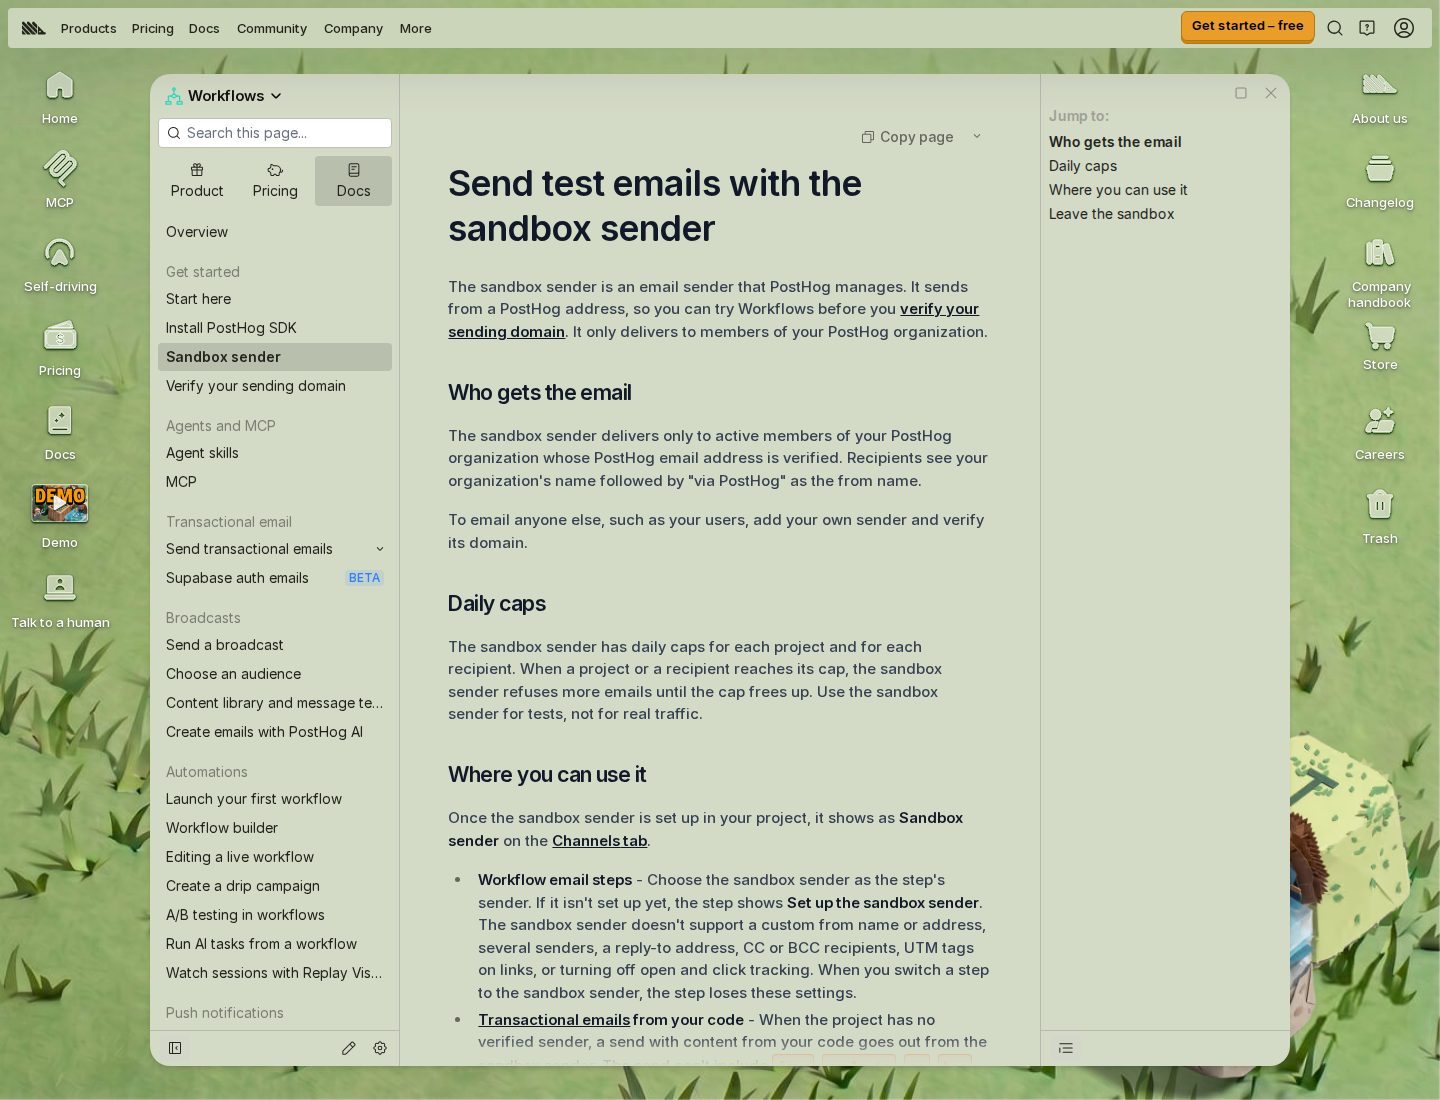 Products Pricing Docs Community Company More
Get started – free
Home
MCP
Self-driving
Pricing
Docs
DEMO
Demo
Talk to a human
Workflows
Search this page...
Product Pricing Docs
Overview
Get started
Start here
Install PostHog SDK
Sandbox sender
Verify your sending domain
Agents and MCP
Agent skills
MCP
Transactional email
Send transactional emails
Supabase auth emails BETA
Broadcasts
Send a broadcast
Choose an audience
Content library and message te...
Create emails with PostHog AI
Automations
Launch your first workflow
Workflow builder
Editing a live workflow
Create a drip campaign
A/B testing in workflows
Run AI tasks from a workflow
Watch sessions with Replay Vis...
Push notifications
Copy page
Send test emails with the
sandbox sender
The sandbox sender is an email sender that PostHog manages. It sends
from a PostHog address, so you can try Workflows before you verify your
sending domain. It only delivers to members of your PostHog organization.
Who gets the email
The sandbox sender delivers only to active members of your PostHog
organization whose PostHog email address is verified. Recipients see your
organization's name followed by "via PostHog" as the from name.
To email anyone else, such as your users, add your own sender and verify
its domain.
Daily caps
The sandbox sender has daily caps for each project and for each
recipient. When a project or a recipient reaches its cap, the sandbox
sender refuses more emails until the cap frees up. Use the sandbox
sender for tests, not for real traffic.
Where you can use it
Once the sandbox sender is set up in your project, it shows as Sandbox
sender on the Channels tab.
Workflow email steps - Choose the sandbox sender as the step's
sender. If it isn't set up yet, the step shows Set up the sandbox sender.
The sandbox sender doesn't support a custom from name or address,
several senders, a reply-to address, CC or BCC recipients, UTM tags
on links, or turning off open and click tracking. When you switch a step
to the sandbox sender, the step loses these settings.
Transactional emails from your code - When the project has no
verified sender, a send with content from your code goes out from the
Jump to:
Who gets the email
Daily caps
Where you can use it
Leave the sandbox
About us
Changelog
Company
handbook
Store
Careers
Trash